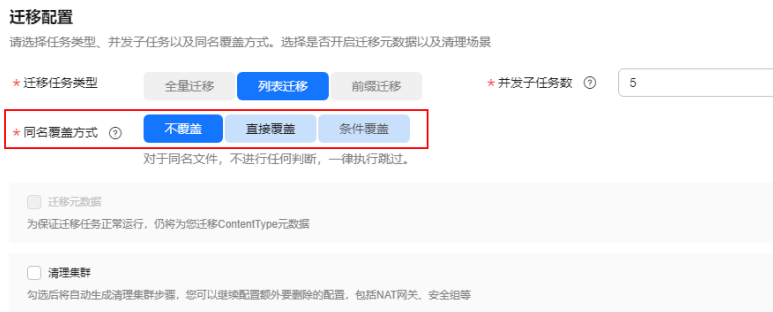 迁移配置
请选择任务类型、并发子任务以及同名覆盖方式。选择是否开启迁移元数据以及清理场景
*迁移任务类型 全量迁移 列表迁移 前缀迁移 *并发子任务数 ? 5
*同名覆盖方式 ? 不覆盖 直接覆盖 条件覆盖
对于同名文件，不进行任何判断，一律执行跳过。
迁移元数据
为保证迁移任务正常运行，仍将为您迁移ContentType元数据
清理集群
勾选后将自动生成清理集群步骤，您可以继续配置额外要删除的配置，包括NAT网关、安全组等